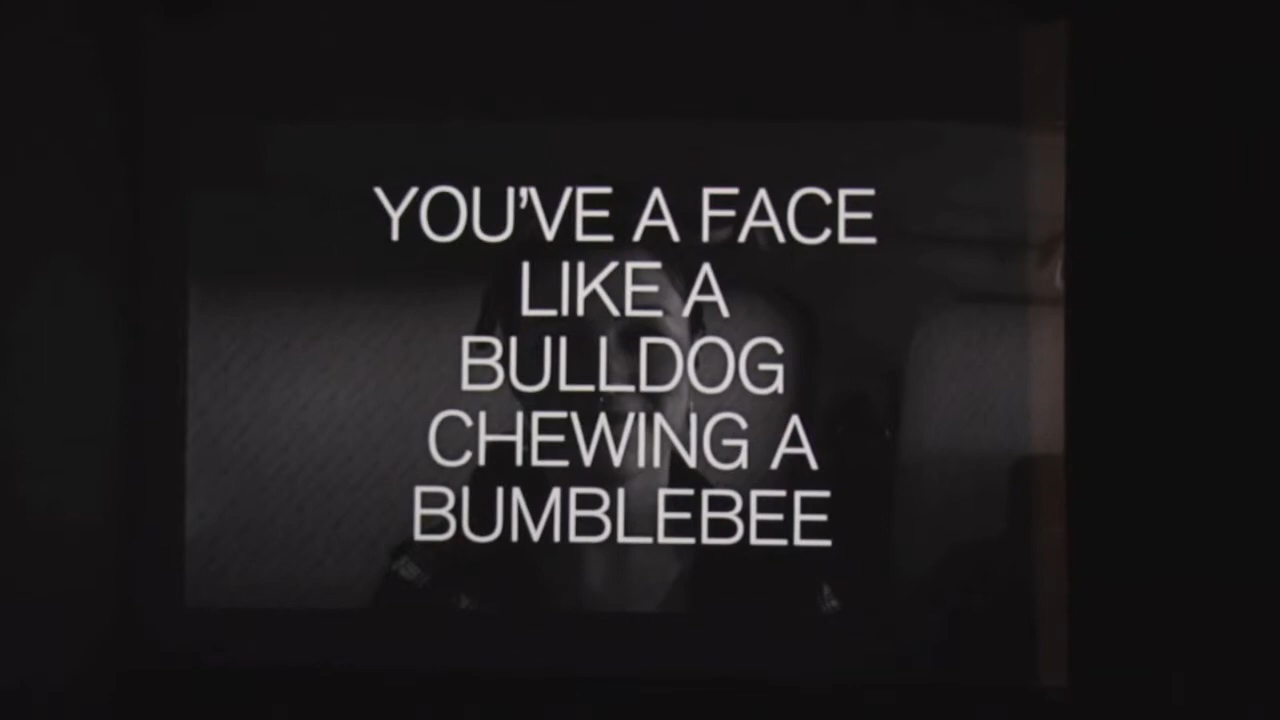 YOU'VE A FACE
LIKE A
BULLDOG
CHEWING A
BUMBLEBEE